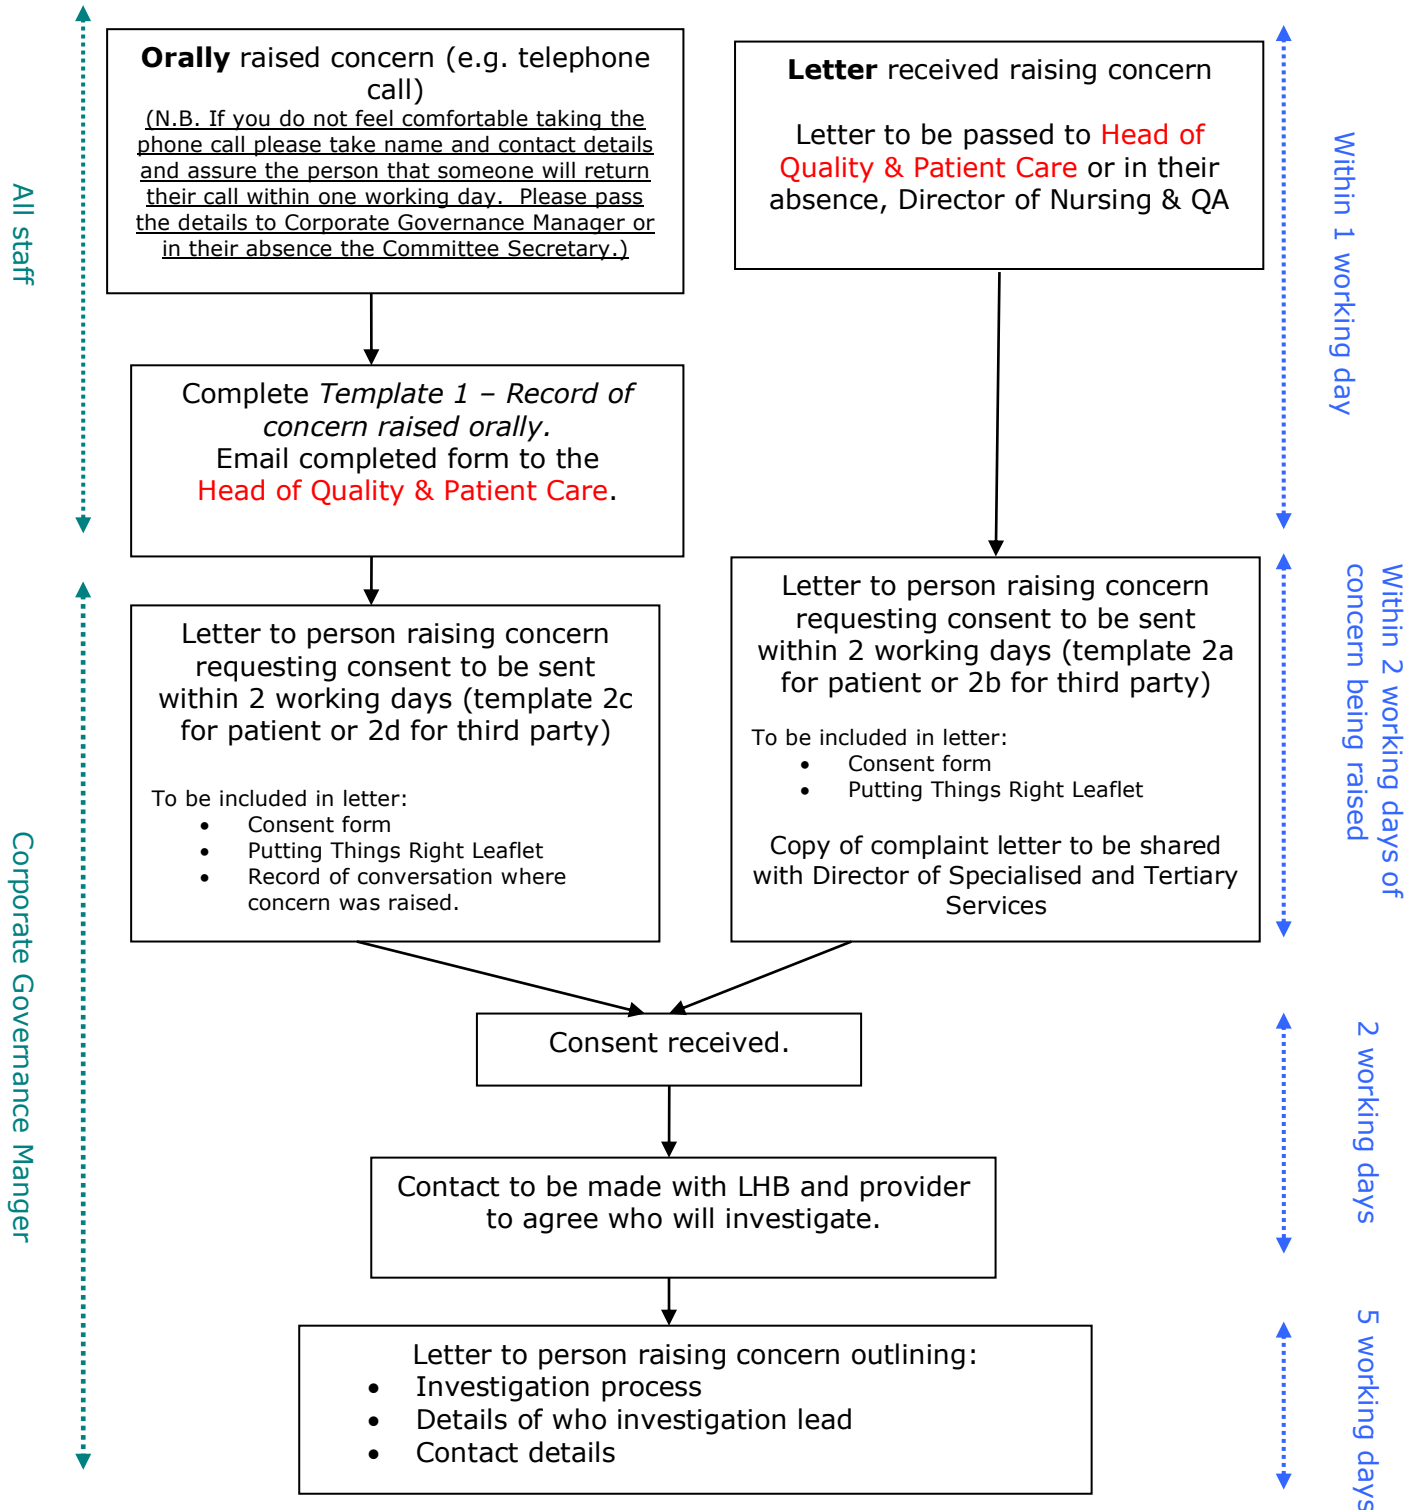 Orally raised concern (e.g. telephone
call)
(N.B. If you do not feel comfortable taking the
phone call please take name and contact details
and assure the person that someone will return
their call within one working day.  Please pass
the details to Corporate Governance Manager or
in their absence the Committee Secretary.)
Letter received raising concern
Letter to be passed to Head of
Quality & Patient Care or in their
absence, Director of Nursing & QA
All staff
Within 1 working day
Complete Template 1 – Record of
concern raised orally.
Email completed form to the
Head of Quality & Patient Care.
Letter to person raising concern
requesting consent to be sent
within 2 working days (template 2c
for patient or 2d for third party)
To be included in letter:
• Consent form
• Putting Things Right Leaflet
• Record of conversation where
concern was raised.
Letter to person raising concern
requesting consent to be sent
within 2 working days (template 2a
for patient or 2b for third party)
To be included in letter:
• Consent form
• Putting Things Right Leaflet
Copy of complaint letter to be shared
with Director of Specialised and Tertiary
Services
Within 2 working days of
concern being raised
Corporate Governance Manger
Consent received.
2 working days
Contact to be made with LHB and provider
to agree who will investigate.
Letter to person raising concern outlining:
• Investigation process
• Details of who investigation lead
• Contact details
5 working days